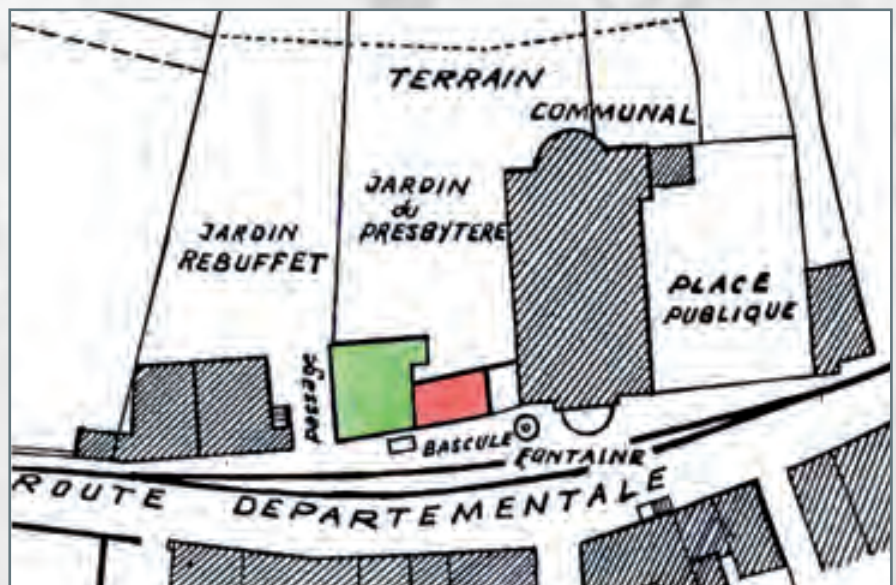 TERRAIN
COMMUNAL
JARDIN
du
PRESBYTERE
JARDIN
REBUFFET
PLACE
PUBLIQUE
passage
BASCULE
FONTAINE
ROUTE DEPARTEMENTALE